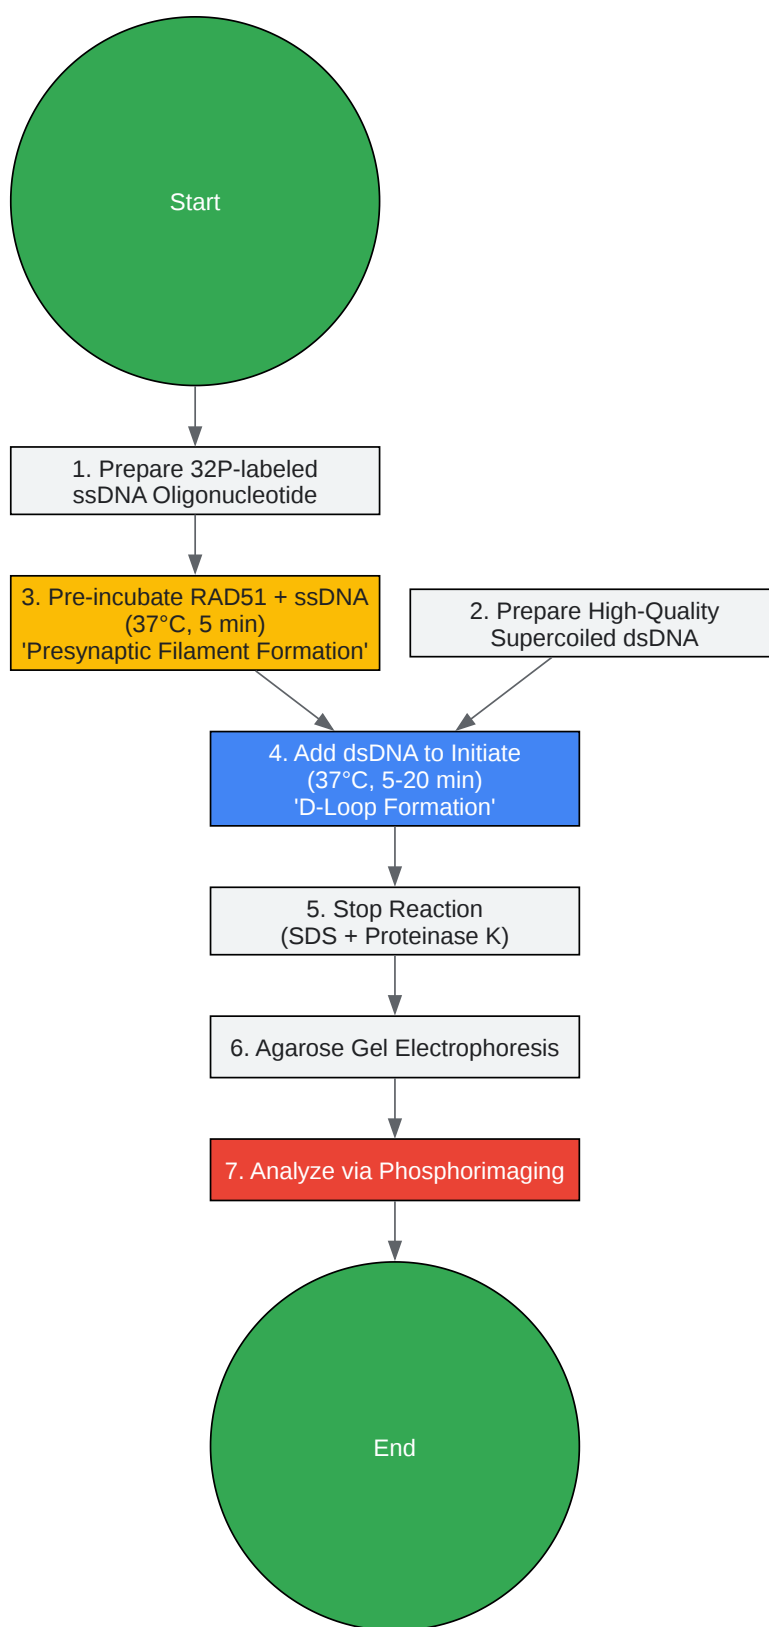 Start
1. Prepare 32P-labeled
ssDNA Oligonucleotide
3. Pre-incubate RAD51 + ssDNA
(37°C, 5 min)
'Presynaptic Filament Formation'
2. Prepare High-Quality
Supercoiled dsDNA
4. Add dsDNA to Initiate
(37°C, 5-20 min)
'D-Loop Formation'
5. Stop Reaction
(SDS + Proteinase K)
6. Agarose Gel Electrophoresis
7. Analyze via Phosphorimaging
End